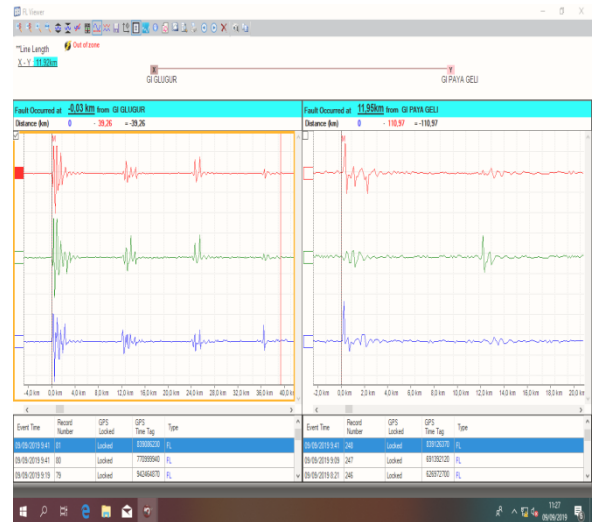 FL Viewer
"Line Length
Out of zone
X - Y : 11.92km
X
Y
GI GLUGUR
GI PAYA GELI
Fault Occurred at -0,03 km from GI GLUGUR
Distance (km) 0 - 39,26 = -39,26
M
-4,0 km 0,0 km 4,0 km 8,0 km 12,0 km 16,0 km 20,0 km 24,0 km 28,0 km 32,0 km 36,0 km 40,0 k
Event Time Record Number GPS Locked GPS Time Tag Type
09/09/2019 9:41 81 Locked 839086230 FL
09/09/2019 9:41 80 Locked 770999940 FL
09/09/2019 9:19 79 Locked 942464870 FL
Fault Occurred at 11,95km from GI PAYA GELI
Distance (km) 0 - 110,97 = -110,97
M
-2,0 km 0,0 km 2,0 km 4,0 km 6,0 km 8,0 km 10,0 km 12,0 km 14,0 km 16,0 km 18,0 km 20,0 k
Event Time Record Number GPS Locked GPS Time Tag Type
09/09/2019 9:41 248 Locked 839126370 FL
09/09/2019 9:09 247 Locked 691392120 FL
09/09/2019 8:21 246 Locked 626972700 FL
11:27
09/09/2019